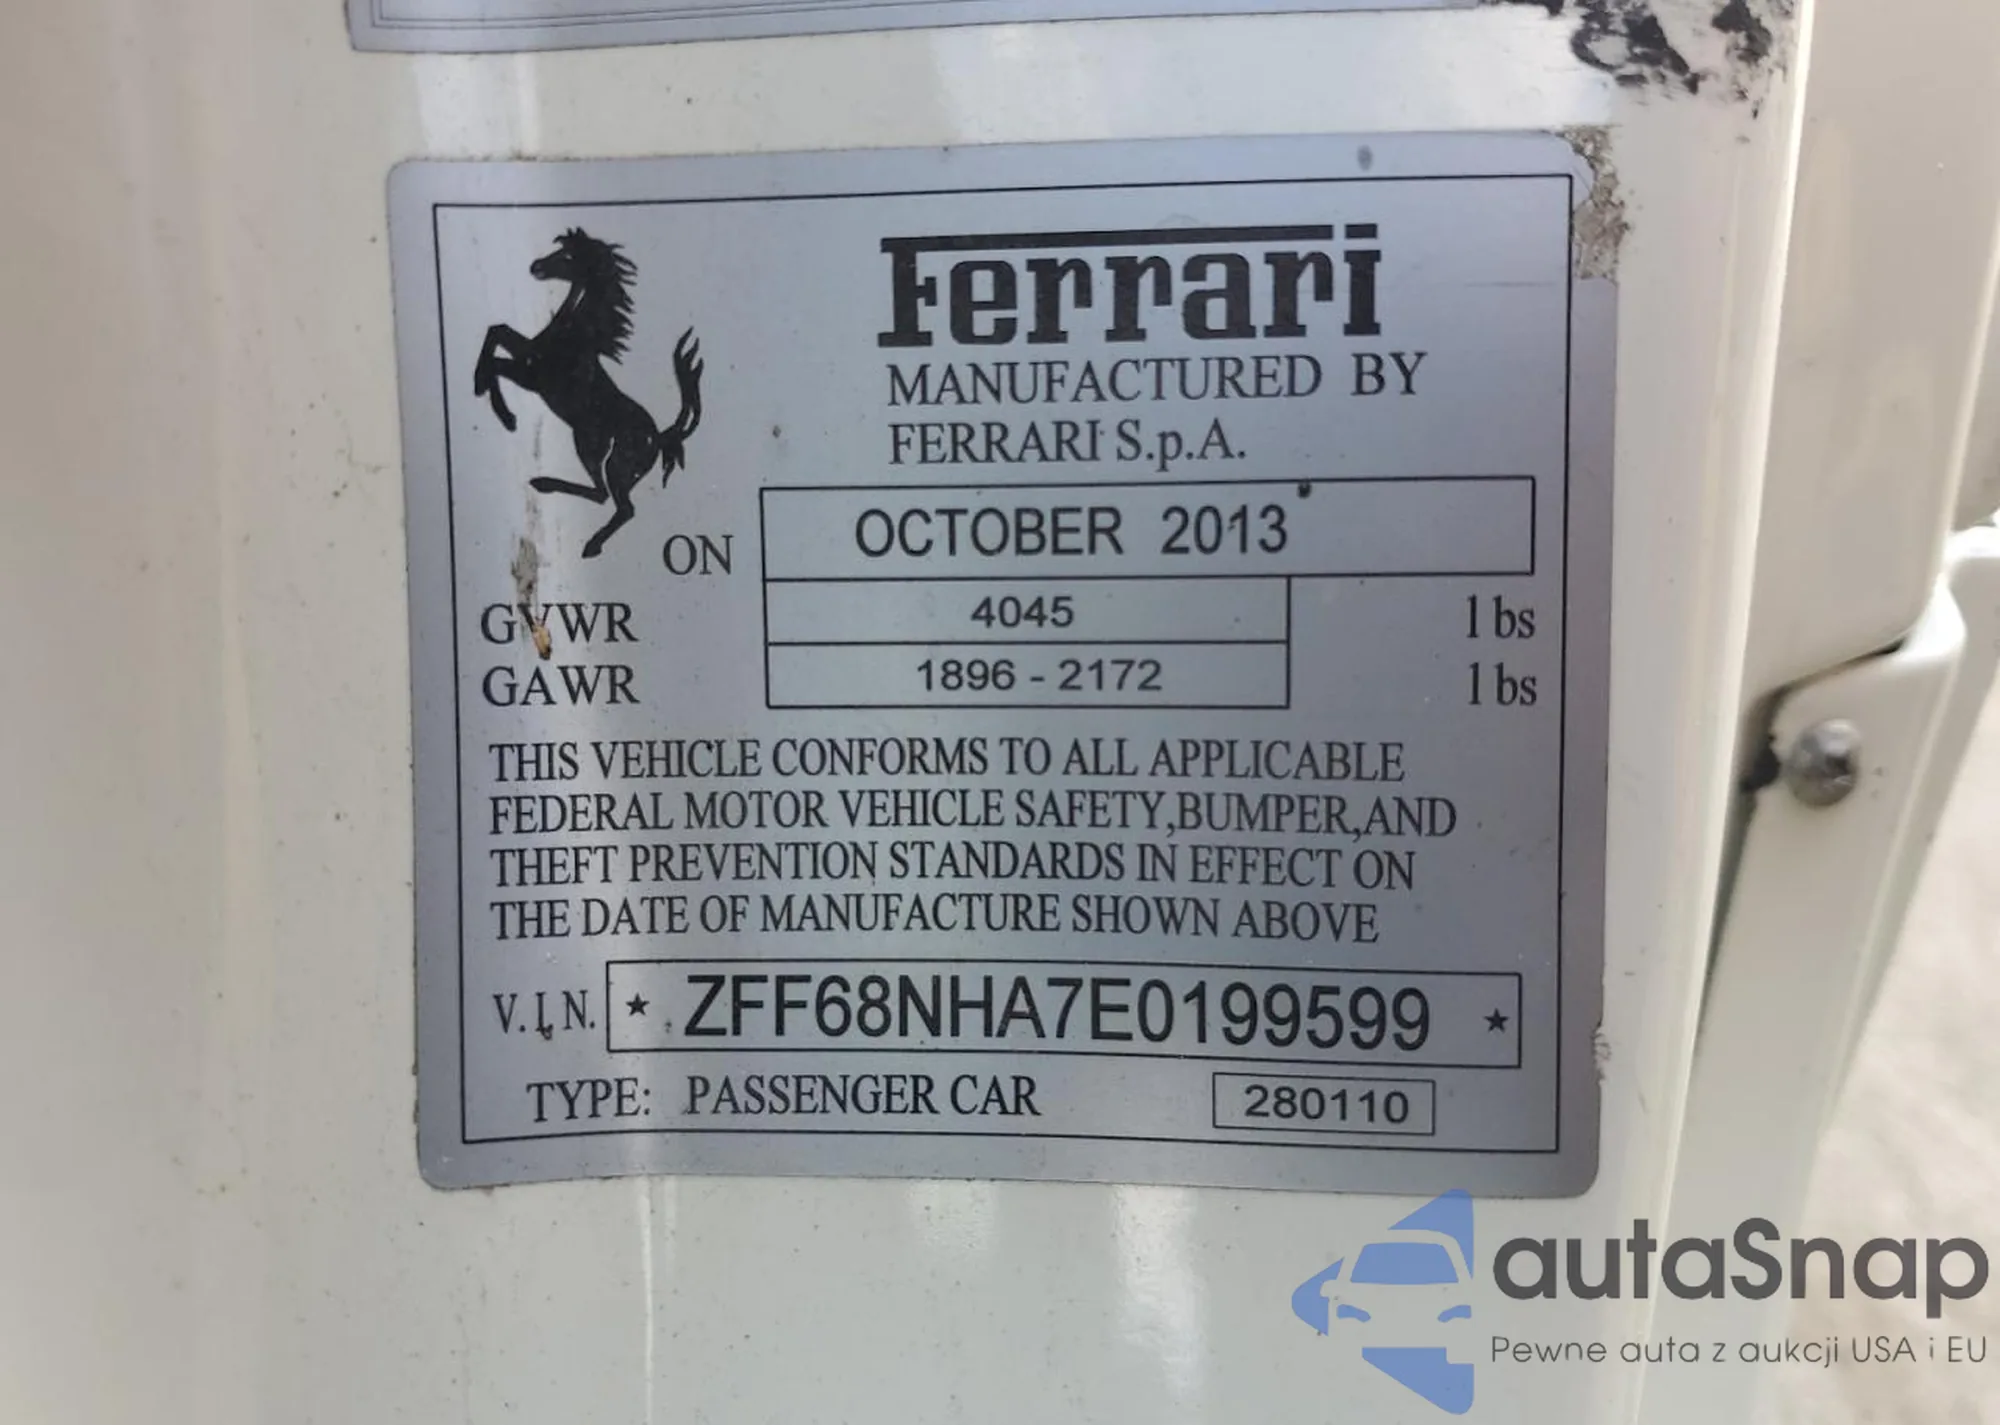 Ferrari
MANUFACTURED BY
FERRARI S.p.A.
ON OCTOBER 2013
GVWR 4045 lbs
GAWR 1896 - 2172 lbs
THIS VEHICLE CONFORMS TO ALL APPLICABLE
FEDERAL MOTOR VEHICLE SAFETY,BUMPER,AND
THEFT PREVENTION STANDARDS IN EFFECT ON
THE DATE OF MANUFACTURE SHOWN ABOVE
V.I.N. ★ ZFF68NHA7E0199599 ★
TYPE: PASSENGER CAR 280110
autaSnap
Pewne auta z aukcji USA i EU